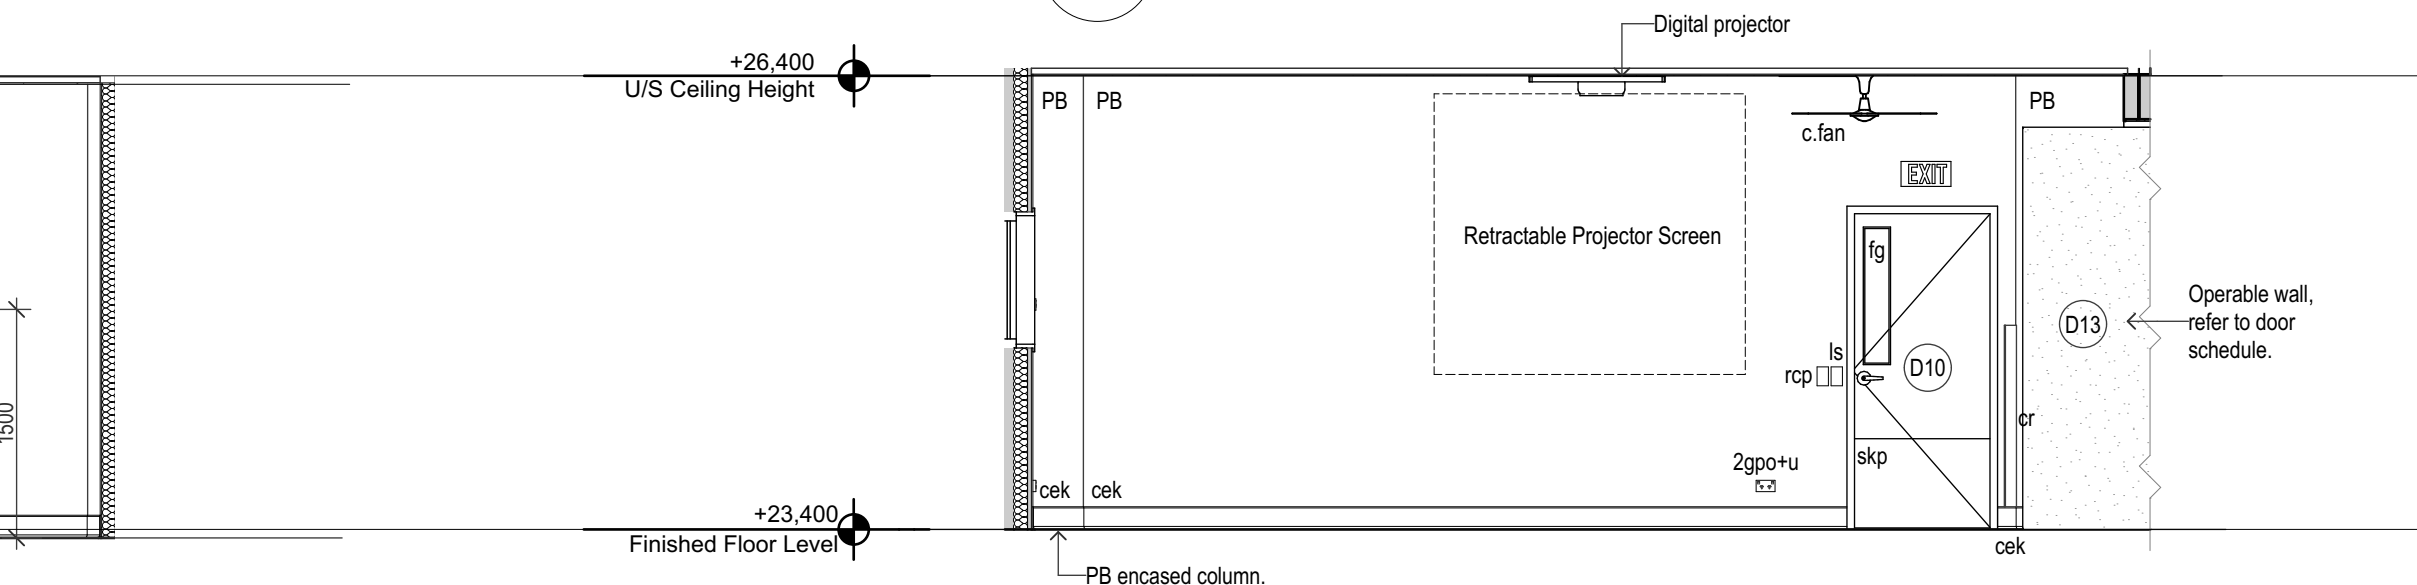 Digital projector
+26,400
U/S Ceiling Height
PB
PB
PB
c.fan
EXIT
Retractable Projector Screen
fg
Operable wall,
refer to door
schedule.
D13
ls
rcp
D10
1500
cr
skp
2gpo+u
cek
cek
+23,400
Finished Floor Level
cek
PB encased column.